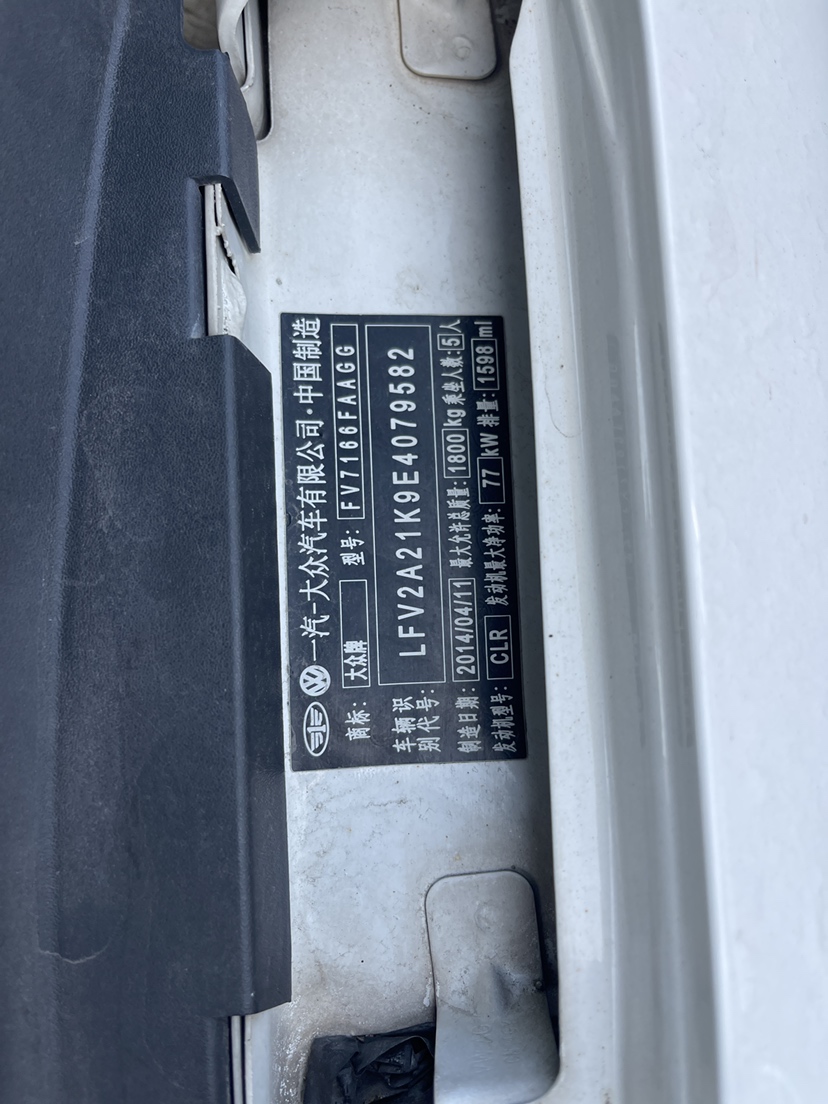 一汽-大众汽车有限公司·中国制造
商标: 大众牌 型号: FV7166FAAGG
车辆识别代号: LFV2A21K9E4079582
制造日期: 2014/04/11 最大允许总质量: 1800 kg 乘坐人数: 5 人
发动机型号: CLR 发动机最大净功率: 77 kW 排量: 1598 ml